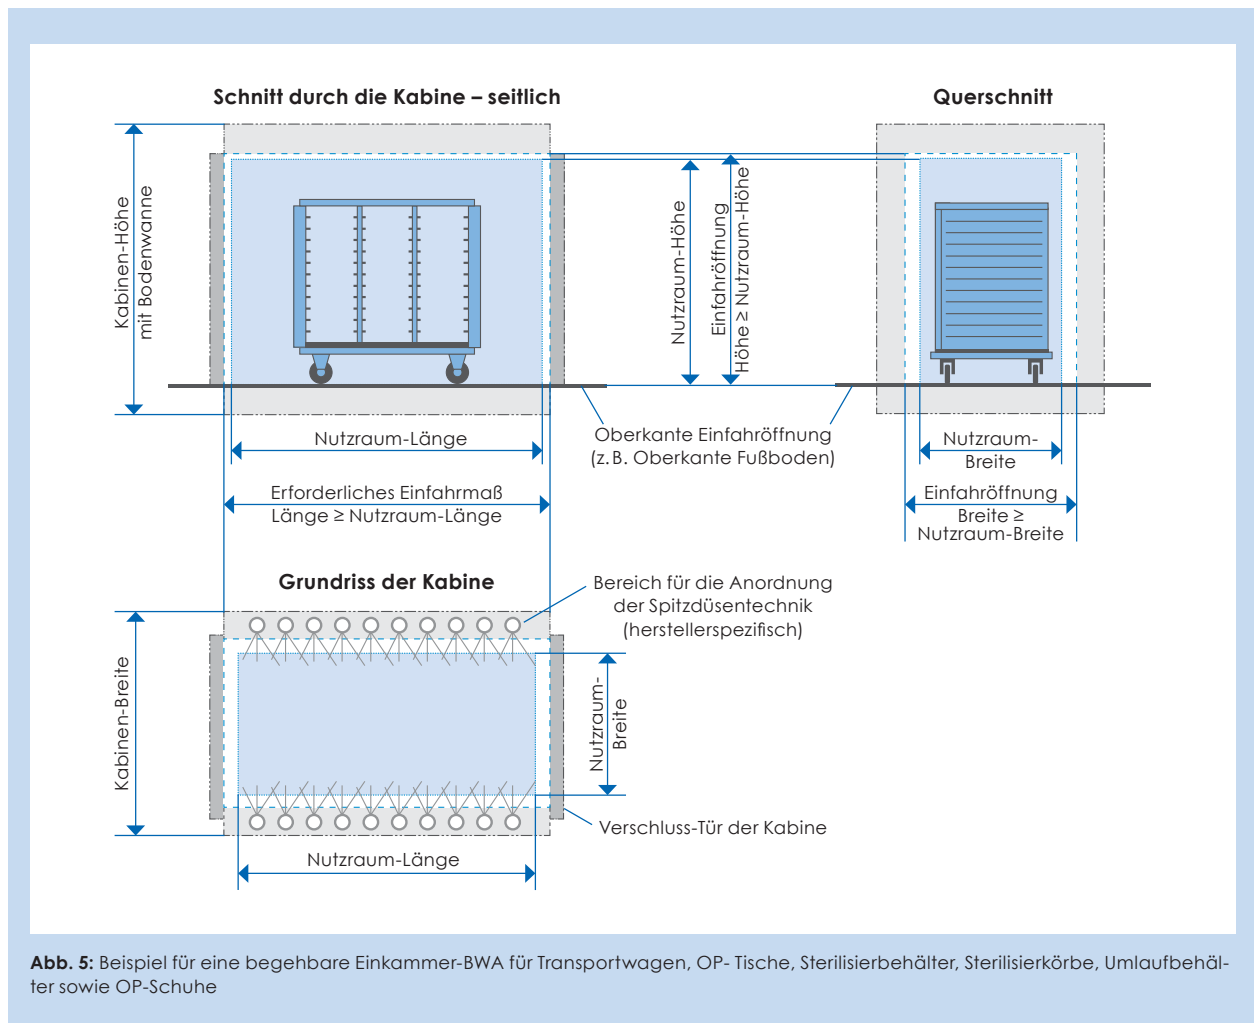 Schnitt durch die Kabine – seitlich
Querschnitt
Kabinen-Höhe
mit Bodenwanne
Nutzraum-Höhe
Einfahröffnung
Höhe ≥ Nutzraum-Höhe
Nutzraum-Länge
Oberkante Einfahröffnung
(z. B. Oberkante Fußboden)
Nutzraum-
Breite
Erforderliches Einfahrmaß
Länge ≥ Nutzraum-Länge
Einfahröffnung
Breite ≥
Nutzraum-Breite
Grundriss der Kabine
Bereich für die Anordnung
der Spitzdüsentechnik
(herstellerspezifisch)
Kabinen-Breite
Nutzraum-
Breite
Verschluss-Tür der Kabine
Nutzraum-Länge
Abb. 5: Beispiel für eine begehbare Einkammer-BWA für Transportwagen, OP- Tische, Sterilisierbehälter, Sterilisierkörbe, Umlaufbehäl-
ter sowie OP-Schuhe